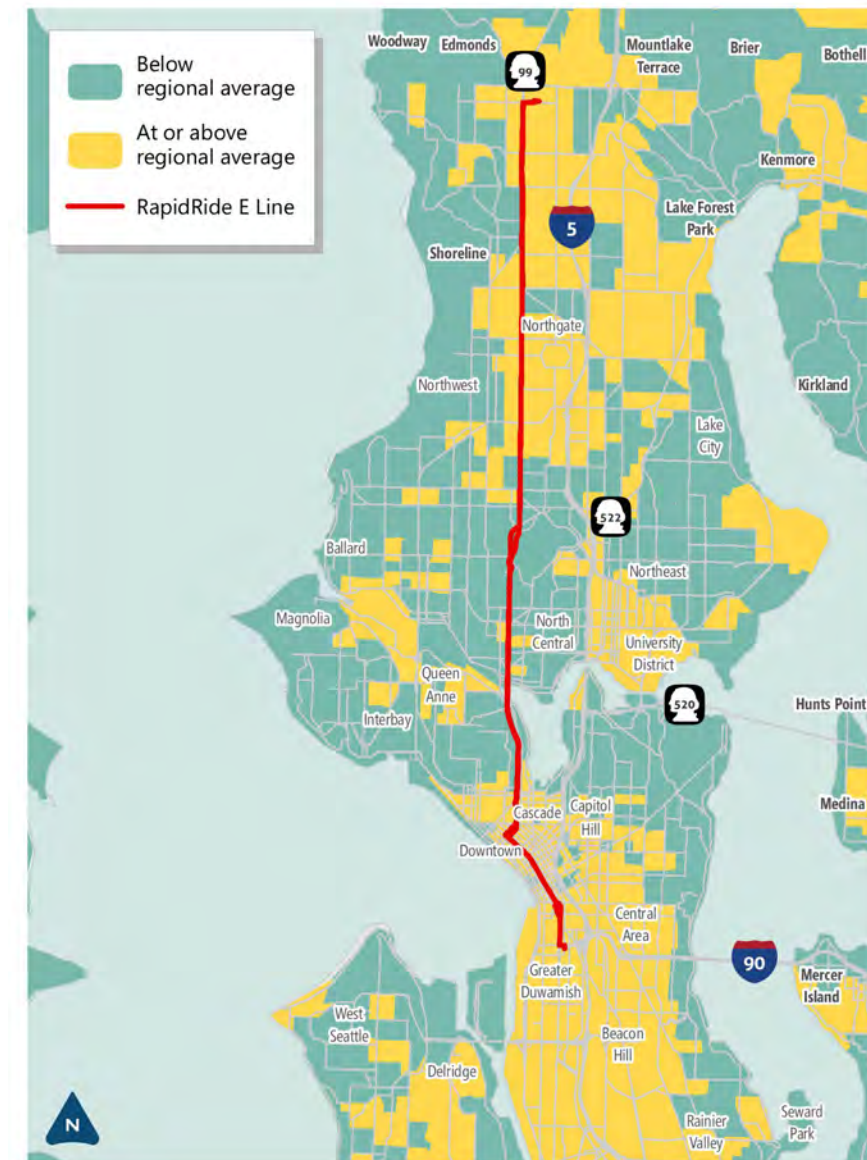 Below
regional average
At or above
regional average
RapidRide E Line
Woodway
Edmonds
99
Mountlake
Terrace
Brier
Bothell
Kenmore
Lake Forest
Park
5
Shoreline
Northgate
Northwest
Kirkland
Lake
City
522
Ballard
Northeast
Magnolia
North
Central
University
District
Queen
Anne
Interbay
520
Hunts Point
Medina
Cascade
Capitol
Hill
Downtown
Central
Area
90
Greater
Duwamish
Mercer
Island
West
Seattle
Beacon
Hill
Delridge
Rainier
Valley
Seward
Park
N